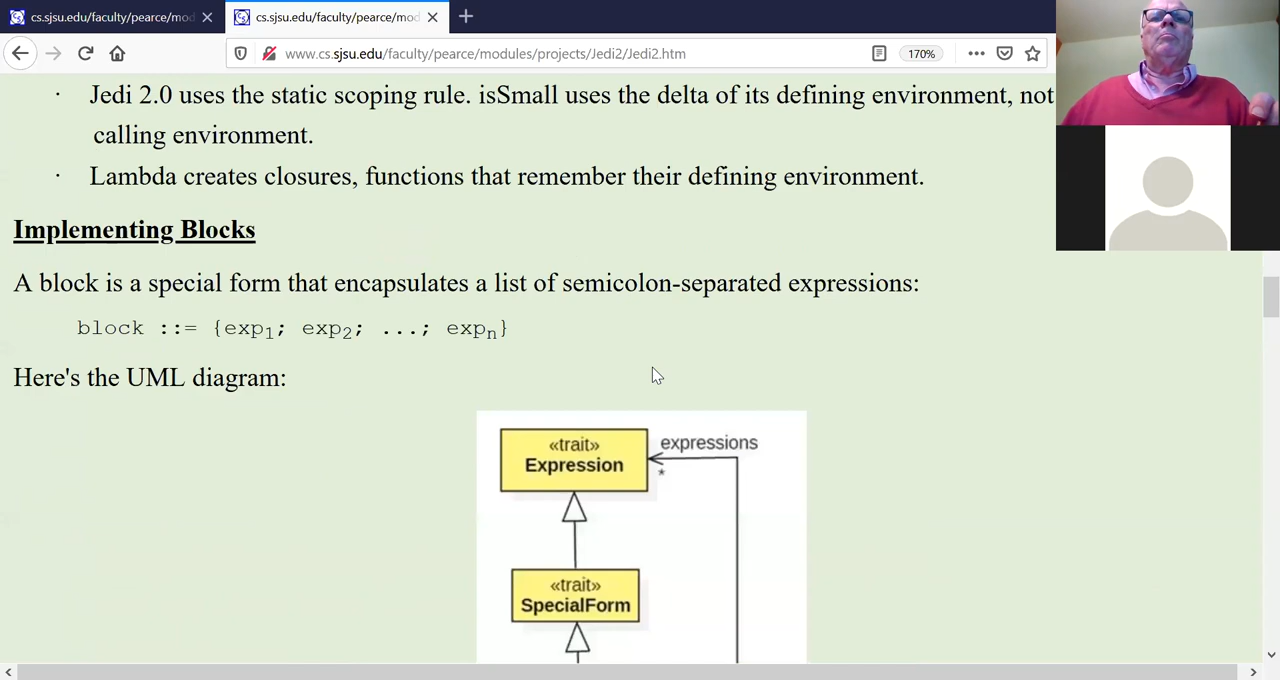 cs.sjsu.edu/faculty/pearce/mod
cs.sjsu.edu/faculty/pearce/mod
www.cs.sjsu.edu/faculty/pearce/modules/projects/Jedi2/Jedi2.htm
170%
· Jedi 2.0 uses the static scoping rule. isSmall uses the delta of its defining environment, not
calling environment.
· Lambda creates closures, functions that remember their defining environment.
Implementing Blocks
A block is a special form that encapsulates a list of semicolon-separated expressions:
block ::= {exp1; exp2; ...; expn}
Here's the UML diagram:
«trait»
Expression
expressions
*
«trait»
SpecialForm